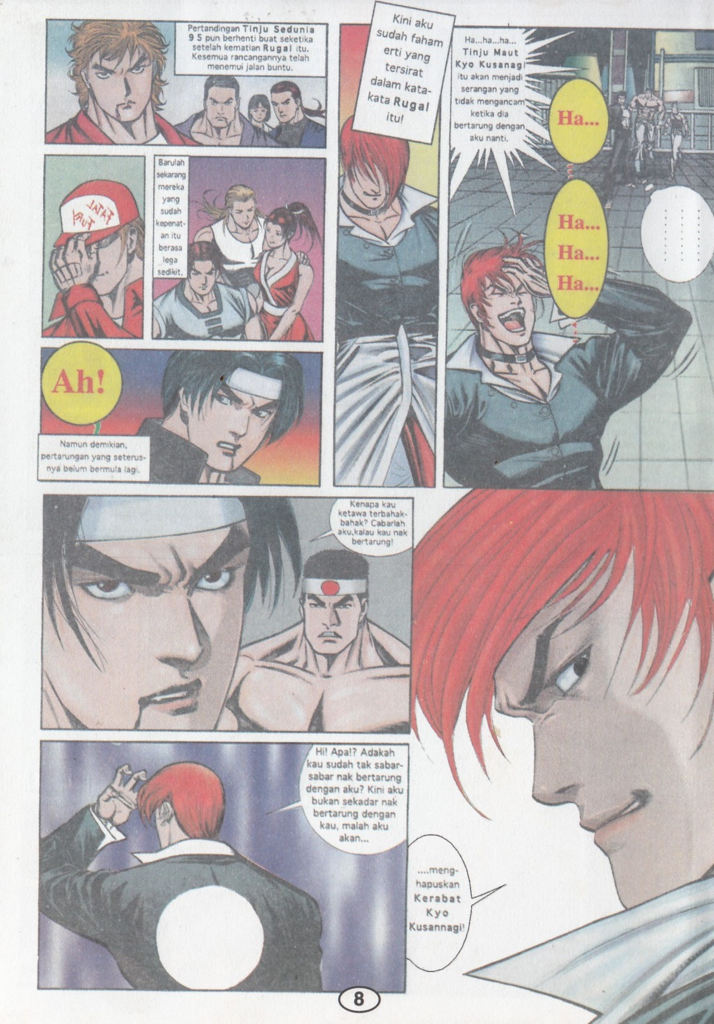 Pertandingan Tinju Sedunia
95 pun berhenti buat seketika
setelah kematian Rugal itu.
Kesemua rancangannya telah
menemui jalan buntu.
FATAL
FURY
Barulah
sekarang
mereka
yang
sudah
kepenat-
an itu
berasa
lega
sedikit.
Ah!
Namun demikian,
pertarungan yang seterus-
nya belum bermula lagi.
Kini aku
sudah faham
erti yang
tersirat
dalam kata-
kata Rugal
itu!
Ha...ha...ha...
Tinju Maut
Kyo Kusanagi
itu akan menjadi
serangan yang
tidak mengancam
ketika dia
bertarung dengan
aku nanti.
Ha...
Ha...
Ha...
Ha...
Kenapa kau
ketawa terbahak-
bahak? Cabarlah
aku,kalau kau nak
bertarung!
Hi! Apa!? Adakah
kau sudah tak sabar-
sabar nak bertarung
dengan aku? Kini aku
bukan sekadar nak
bertarung dengan
kau, malah aku
akan...
....meng-
hapuskan
Kerabat
Kyo
Kusannagi!
8